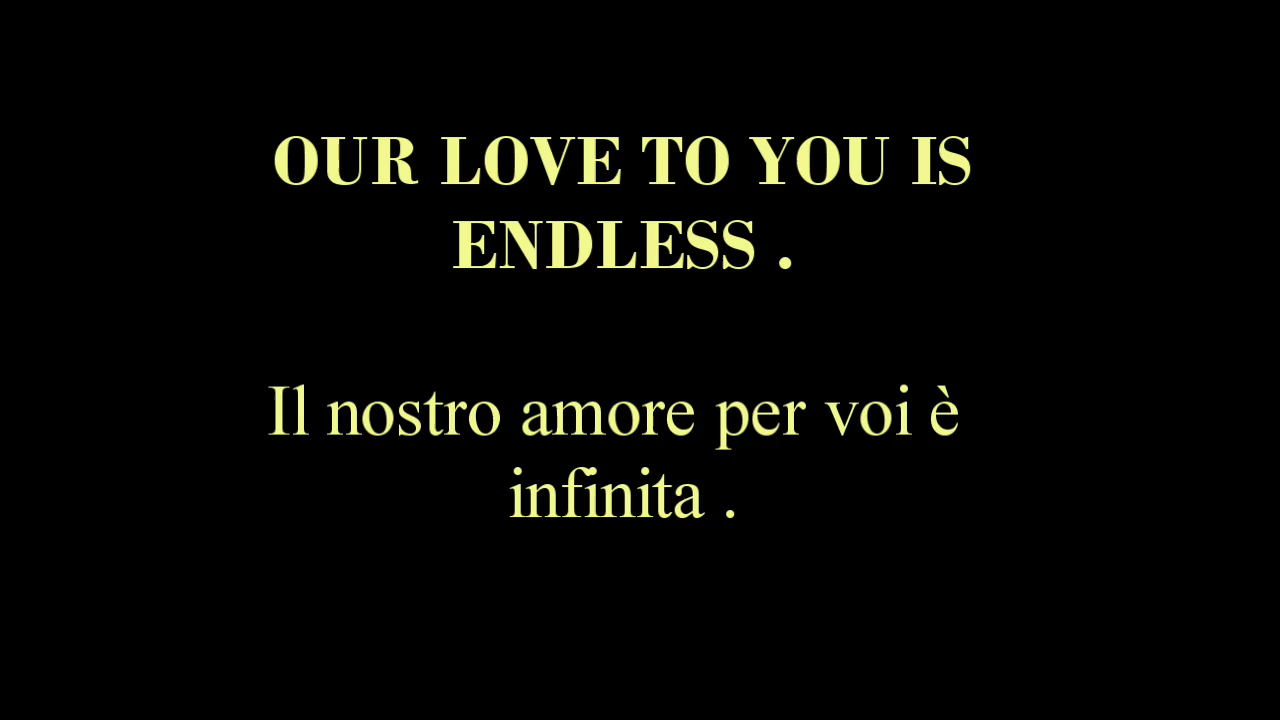 OUR LOVE TO YOU IS
ENDLESS .
Il nostro amore per voi è
infinita .